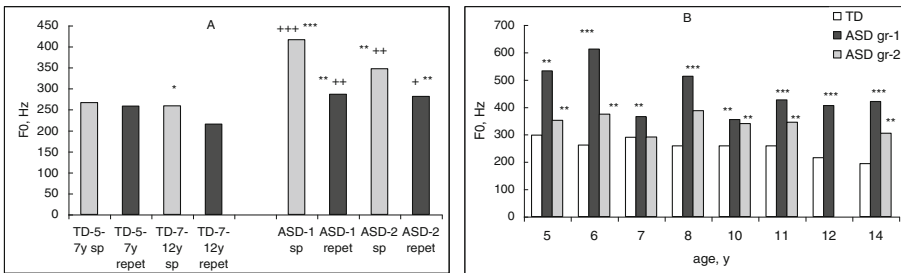 A
450
400
350
300
250
200
150
100
50
0
F0, Hz
*
+++ ***
** ++
** ++
+ **
TD-5-7y sp
TD-5-7y repet
TD-7-12y sp
TD-7-12y repet
ASD-1 sp
ASD-1 repet
ASD-2 sp
ASD-2 repet
B
TD
ASD gr-1
ASD gr-2
700
600
500
400
300
200
100
0
F0, Hz
** ** *** ** ** *** ** ** *** ** *** *** **
5 6 7 8 10 11 12 14
age, y